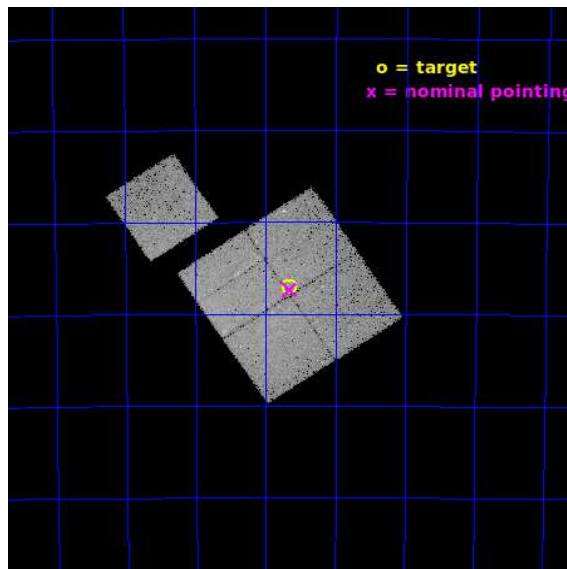 o = target
x = nominal pointing